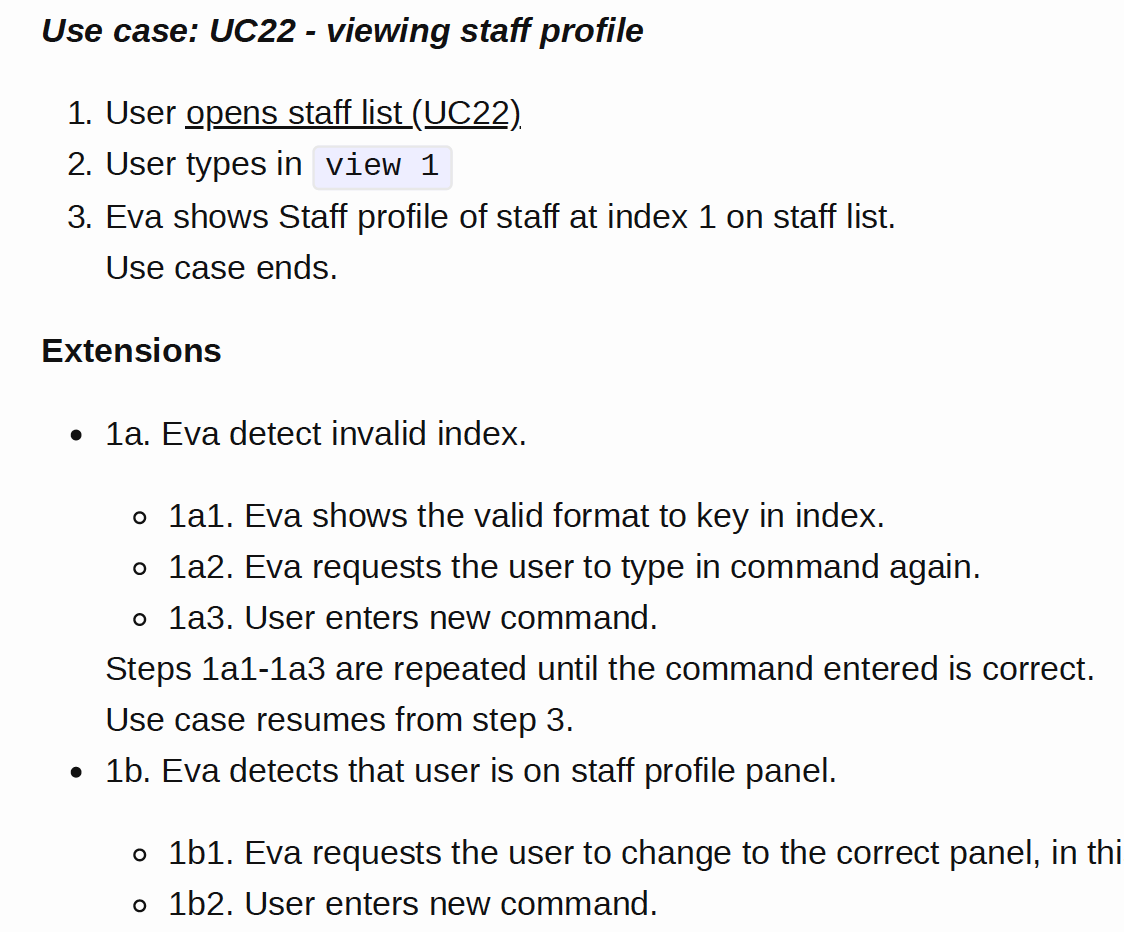 Use case: UC22 - viewing staff profile
1. User opens staff list (UC22)
2. User types in view 1
3. Eva shows Staff profile of staff at index 1 on staff list.
Use case ends.
Extensions
• 1a. Eva detect invalid index.
◦ 1a1. Eva shows the valid format to key in index.
◦ 1a2. Eva requests the user to type in command again.
◦ 1a3. User enters new command.
Steps 1a1-1a3 are repeated until the command entered is correct.
Use case resumes from step 3.
• 1b. Eva detects that user is on staff profile panel.
◦ 1b1. Eva requests the user to change to the correct panel, in
◦ 1b2. User enters new command.